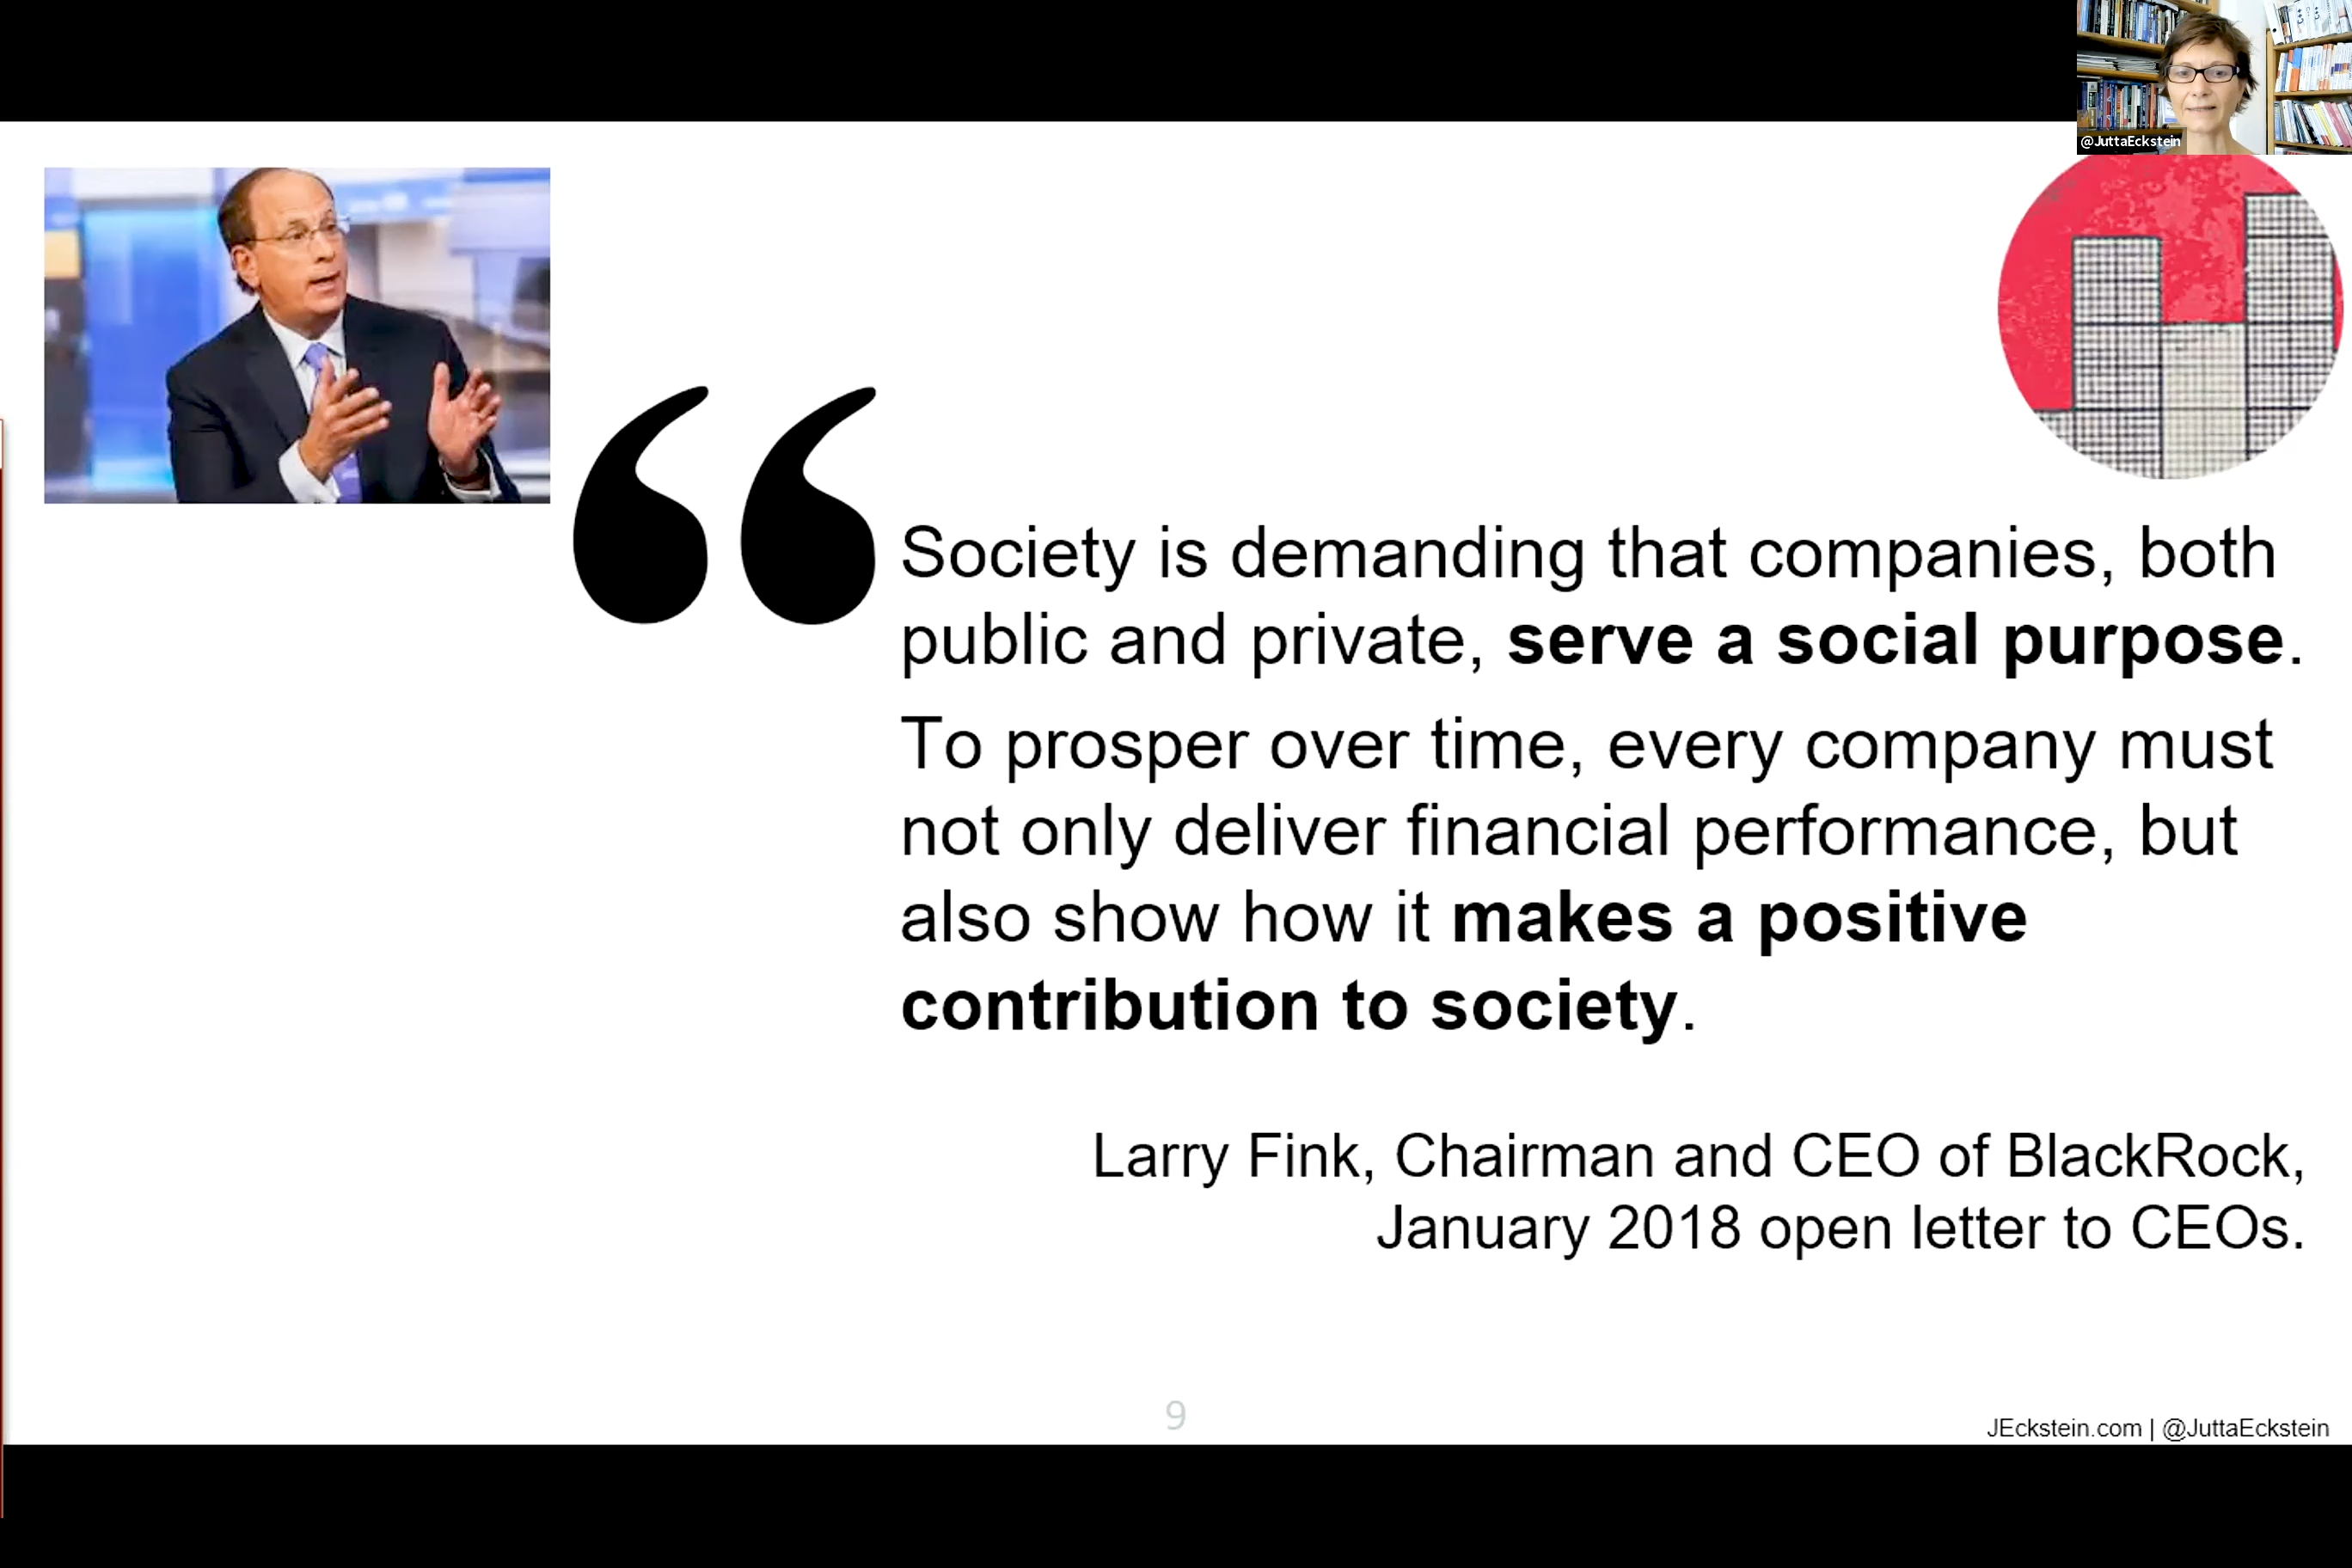 @JuttaEckstein
“
Society is demanding that companies, both
public and private, serve a social purpose.
To prosper over time, every company must
not only deliver financial performance, but
also show how it makes a positive
contribution to society.
Larry Fink, Chairman and CEO of BlackRock,
January 2018 open letter to CEOs.
9
JEckstein.com | @JuttaEckstein